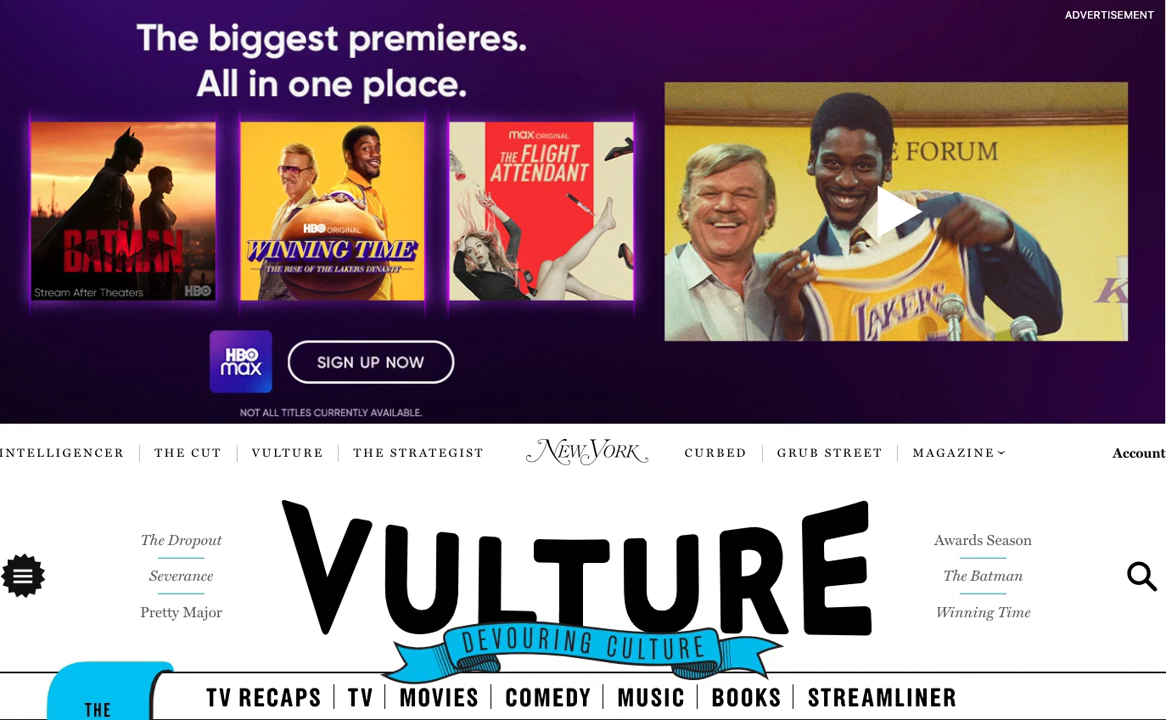 ADVERTISEMENT
The biggest premieres.
All in one place.
THE
BATMAN
Stream After Theaters
HBO
HBO ORIGINAL
WINNING TIME
THE RISE OF THE LAKERS DYNASTY
max ORIGINAL
THE FLIGHT
ATTENDANT
E FORUM
LAKERS
K
HBO
max
SIGN UP NOW
NOT ALL TITLES CURRENTLY AVAILABLE.
INTELLIGENCER
THE CUT
VULTURE
THE STRATEGIST
NEW YORK
CURBED
GRUB STREET
MAGAZINE
Account
The Dropout
Severance
Pretty Major
VULTURE
DEVOURING CULTURE
Awards Season
The Batman
Winning Time
THE
TV RECAPS
TV
MOVIES
COMEDY
MUSIC
BOOKS
STREAMLINER